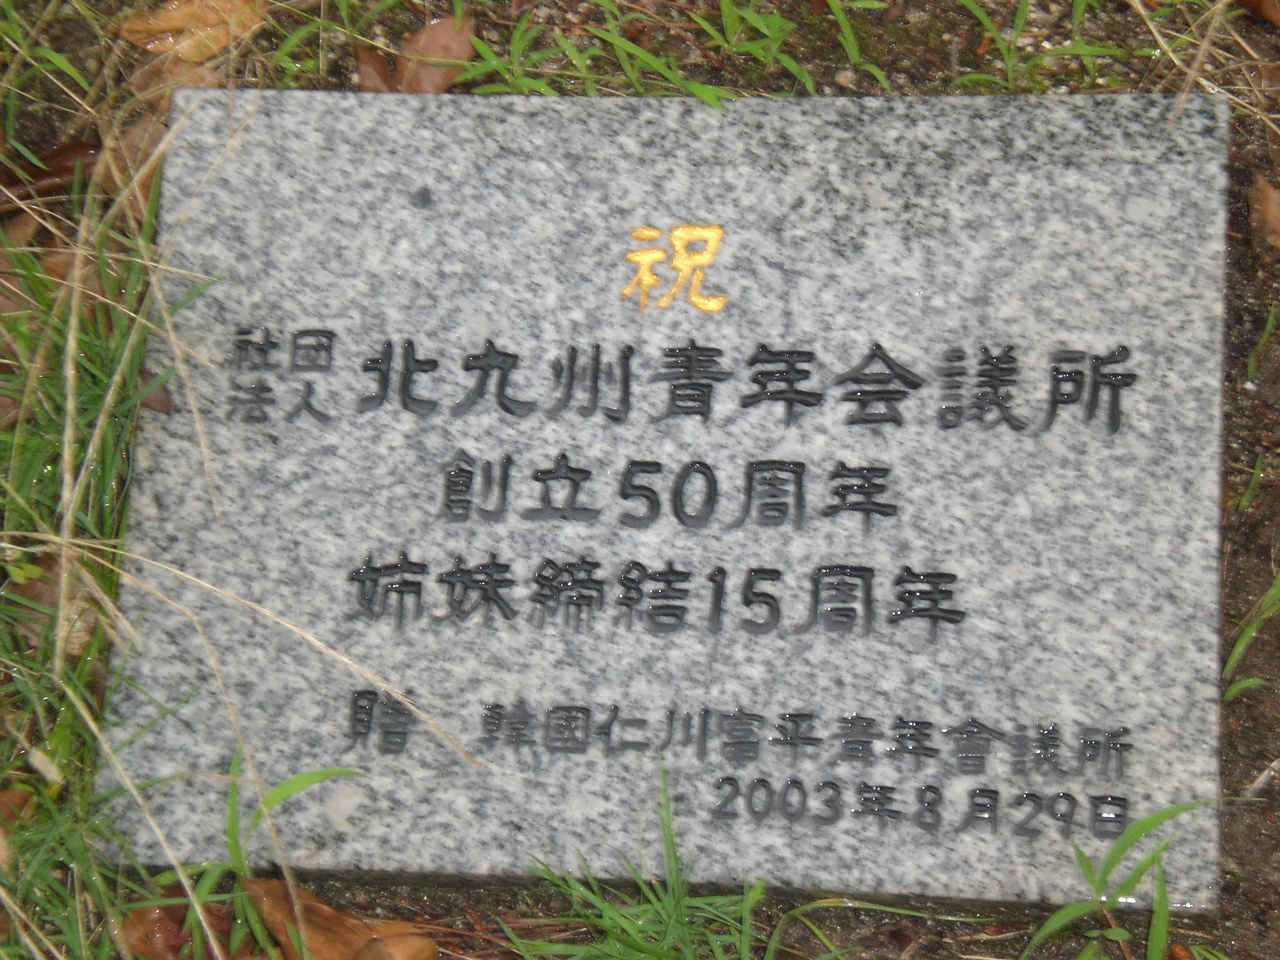 祝
社団法人 北九州青年会議所
創立50周年
姉妹締結15周年
贈 韓國仁川富平青年會議所
2003年8月29日